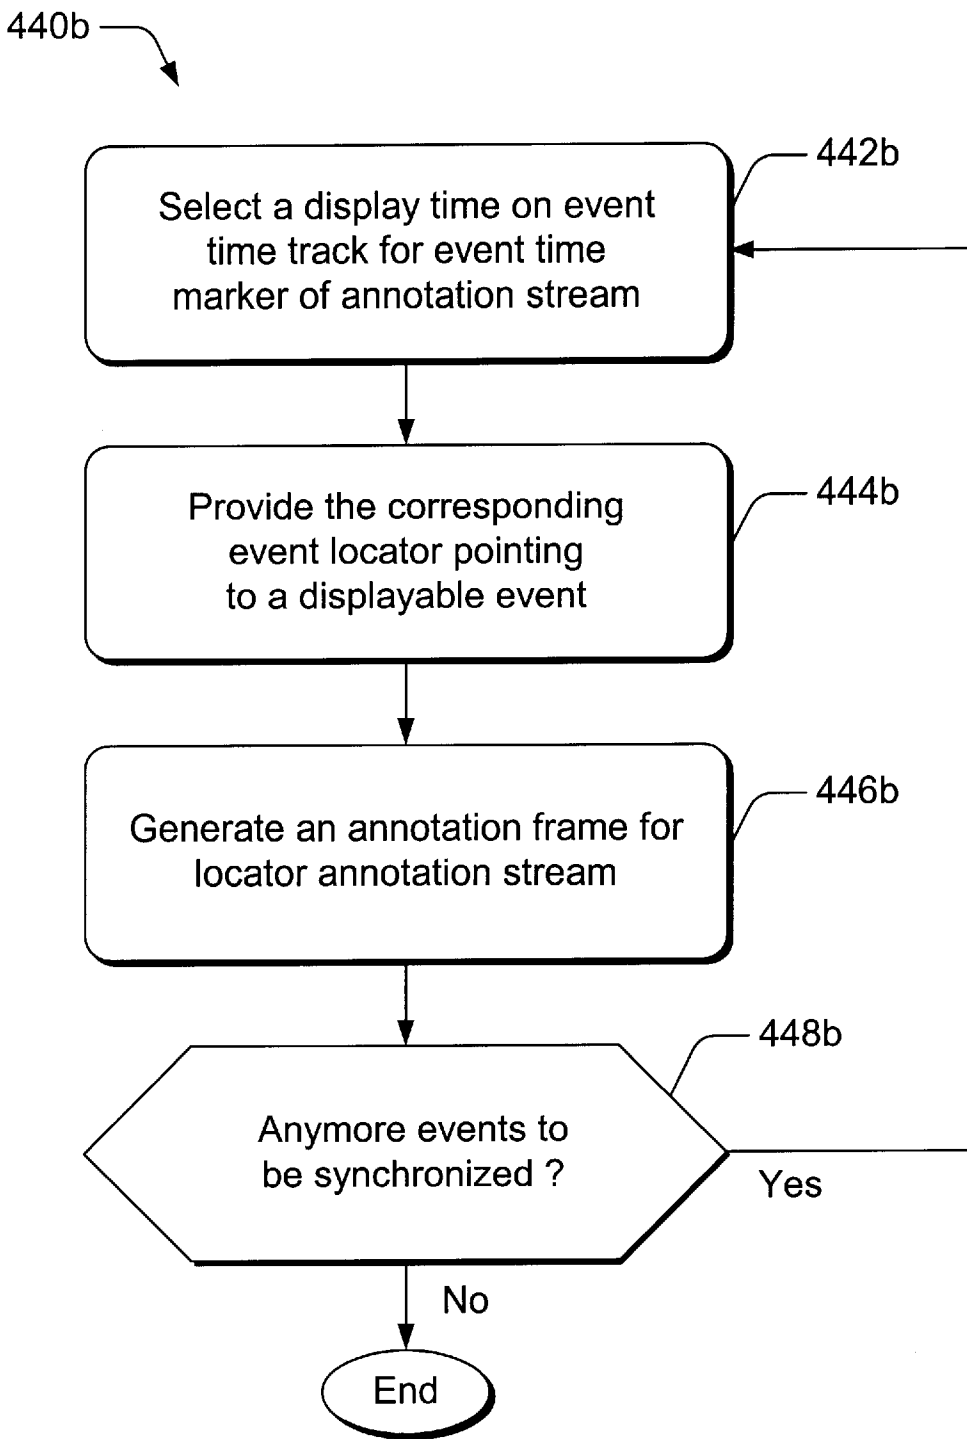 440b
442b
Select a display time on event
time track for event time
marker of annotation stream
444b
Provide the corresponding
event locator pointing
to a displayable event
446b
Generate an annotation frame for
locator annotation stream
448b
Anymore events to
be synchronized ?
Yes
No
End